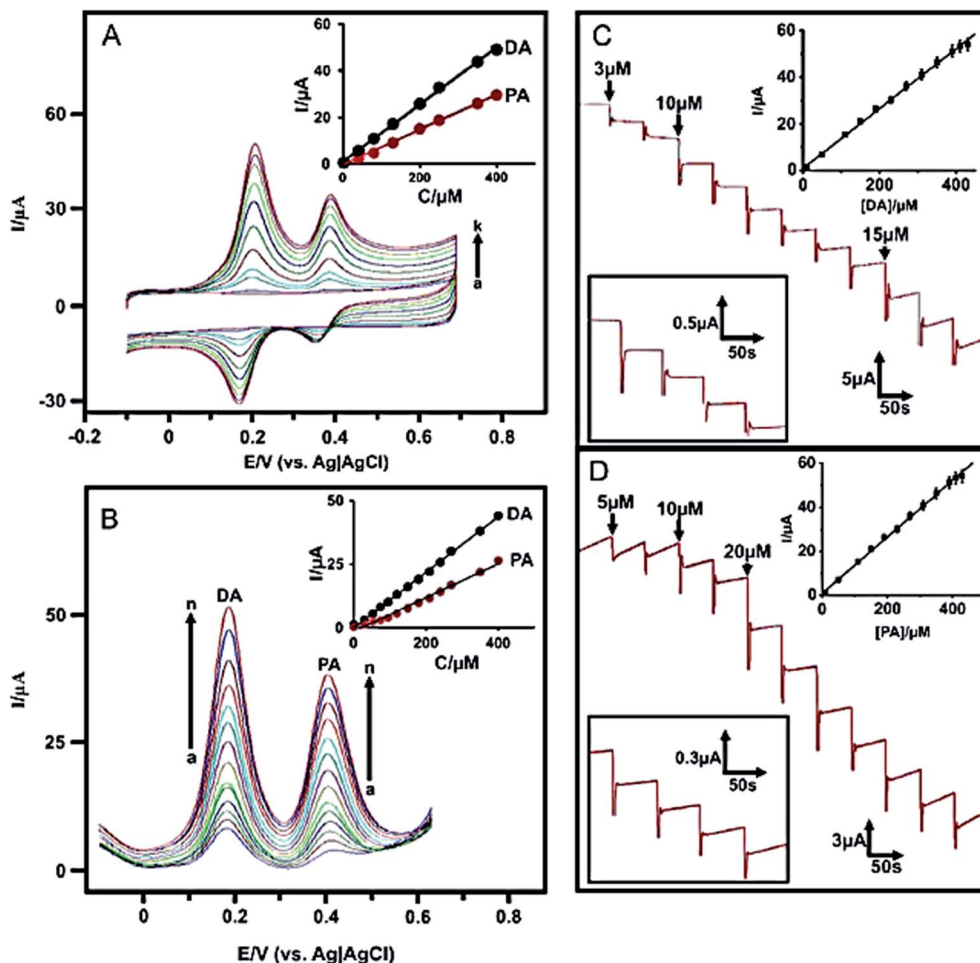 A
I/µA
60
30
0
-30
-0.2
0
0.2
0.4
0.6
0.8
E/V (vs. Ag|AgCl)
I/µA
60
40
20
0
0
200
400
C/µM
DA
PA
k
a
B
I/µA
50
25
0
0
0.2
0.4
0.6
0.8
E/V (vs. Ag|AgCl)
n
DA
a
PA
n
a
I/µA
50
25
0
0
200
400
C/µM
DA
PA
C
3µM
10µM
15µM
I/µA
60
40
20
0
0
100
200
300
400
[DA]/µM
0.5µA
50s
5µA
50s
D
5µM
10µM
20µM
I/µA
60
40
20
0
0
100
200
300
400
[PA]/µM
0.3µA
50s
3µA
50s